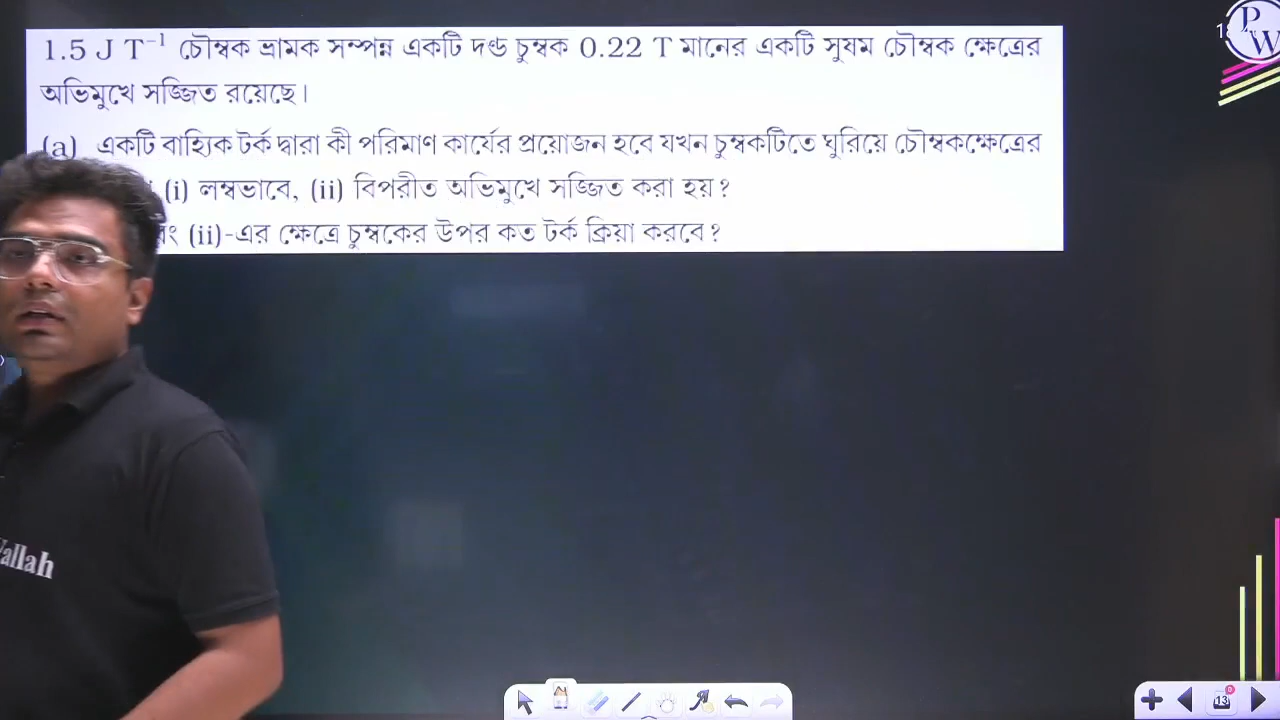 1.5 J T⁻¹ চৌম্বক ভ্রামক সম্পন্ন একটি দণ্ড চুম্বক 0.22 T মানের একটি সুষম চৌম্বক ক্ষেত্রের
অভিমুখে সজ্জিত রয়েছে।
(a) একটি বাহ্যিক টর্ক দ্বারা কী পরিমাণ কার্যের প্রয়োজন হবে যখন চুম্বকটিতে ঘুরিয়ে চৌম্বকক্ষেত্রের
(i) লম্বভাবে, (ii) বিপরীত অভিমুখে সজ্জিত করা হয়?
(ii)-এর ক্ষেত্রে চুম্বকের উপর কত টর্ক ক্রিয়া করবে?
P
W
allah
13